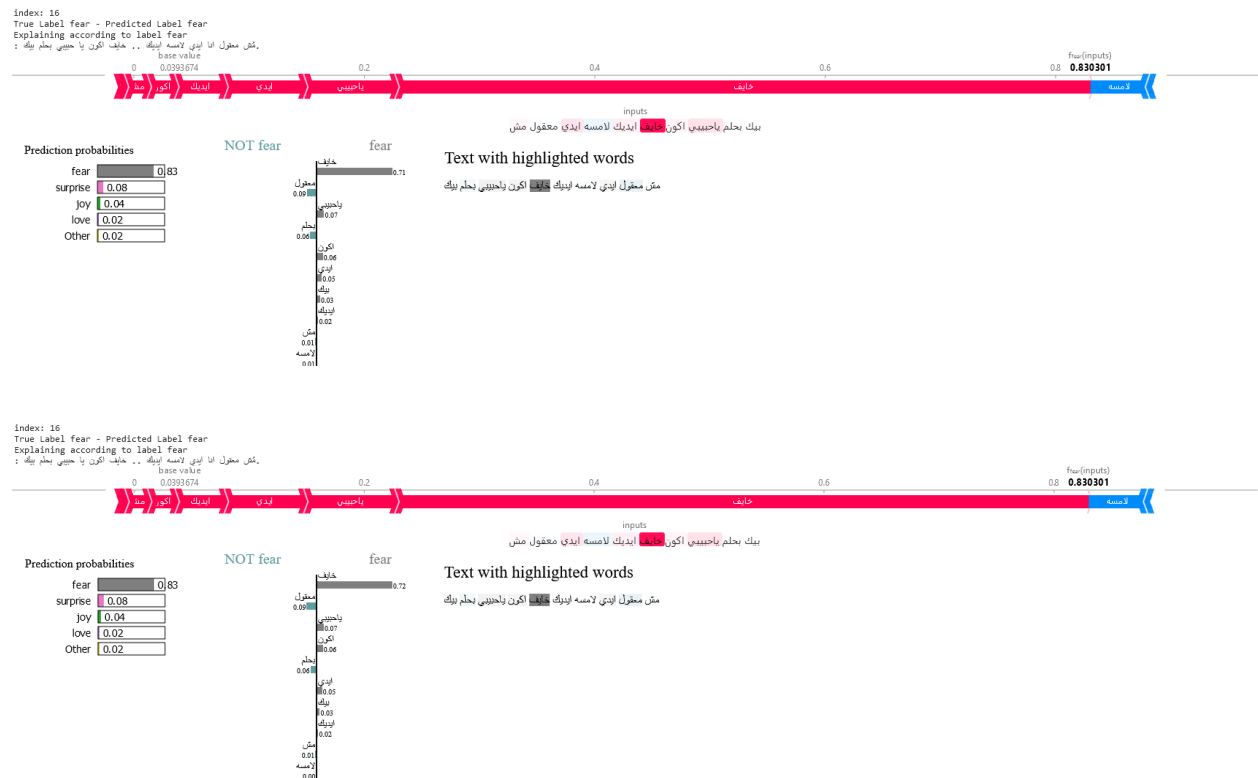 index: 16
True Label fear - Predicted Label fear
Explaining according to label fear
: مّش معقول انا ايدي لامسه ايديك .. خايف اكون يا حبيبي بحلم بيك.
base value
f fear(inputs)
0 0.0393674 0.2 0.4 0.6 0.8 0.830301
مش اكون ايديك ايدي ياحبيبي خايف لامسه
inputs
مش معقول ايدي لامسه ايديك خايف اكون ياحبيبي بحلم بيك
Prediction probabilities
fear 0.83
surprise 0.08
joy 0.04
love 0.02
Other 0.02
NOT fear fear
خايف
0.71
معقول
0.09
ياحبيبي
0.07
بحلم
0.06
اكون
0.06
ايدي
0.05
بيك
0.03
ايديك
0.02
مش
0.01
لامسه
0.01
Text with highlighted words
مش معقول ايدي لامسه ايديك خايف اكون ياحبيبي بحلم بيك
index: 16
True Label fear - Predicted Label fear
Explaining according to label fear
: مّش معقول انا ايدي لامسه ايديك .. خايف اكون يا حبيبي بحلم بيك.
base value
f fear(inputs)
0 0.0393674 0.2 0.4 0.6 0.8 0.830301
مش اكون ايديك ايدي ياحبيبي خايف لامسه
inputs
مش معقول ايدي لامسه ايديك خايف اكون ياحبيبي بحلم بيك
Prediction probabilities
fear 0.83
surprise 0.08
joy 0.04
love 0.02
Other 0.02
NOT fear fear
خايف
0.72
معقول
0.09
ياحبيبي
0.07
اكون
0.06
بحلم
0.06
ايدي
0.05
بيك
0.03
ايديك
0.02
مش
0.01
لامسه
0.00
Text with highlighted words
مش معقول ايدي لامسه ايديك خايف اكون ياحبيبي بحلم بيك